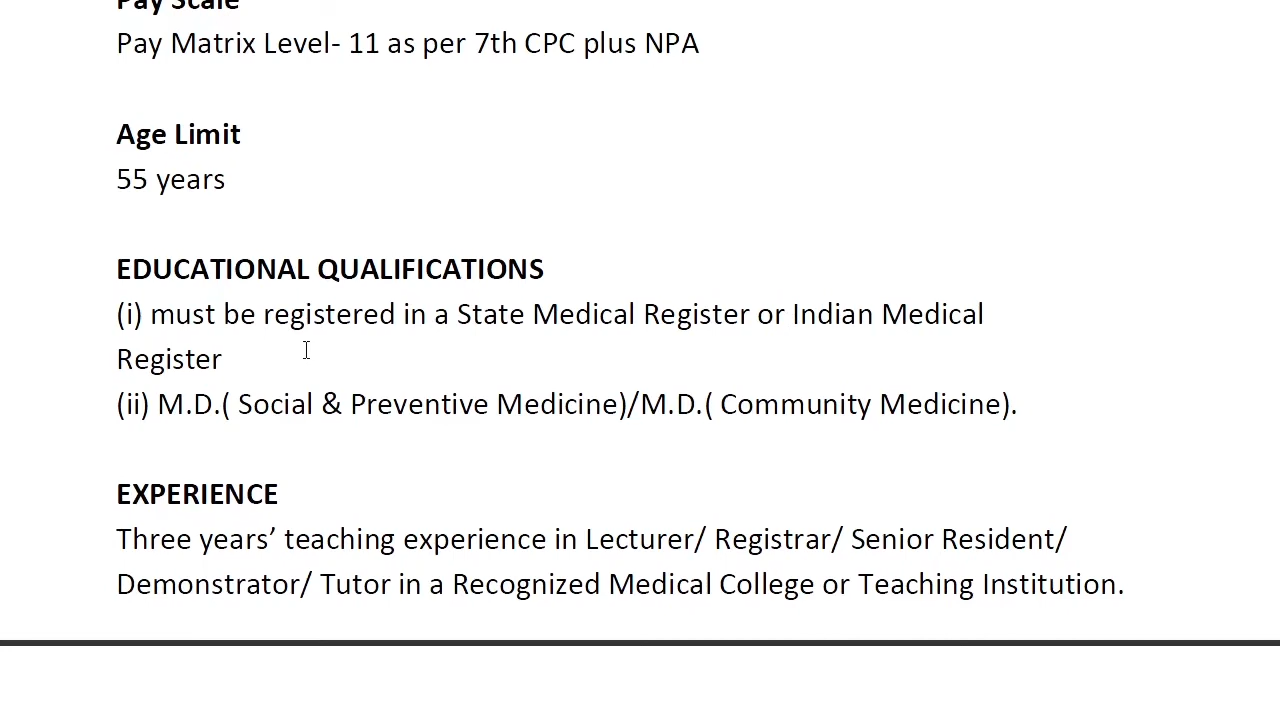 Pay Scale
Pay Matrix Level- 11 as per 7th CPC plus NPA
Age Limit
55 years
EDUCATIONAL QUALIFICATIONS
(i) must be registered in a State Medical Register or Indian Medical
Register
(ii) M.D.( Social & Preventive Medicine)/M.D.( Community Medicine).
EXPERIENCE
Three years’ teaching experience in Lecturer/ Registrar/ Senior Resident/
Demonstrator/ Tutor in a Recognized Medical College or Teaching Institution.